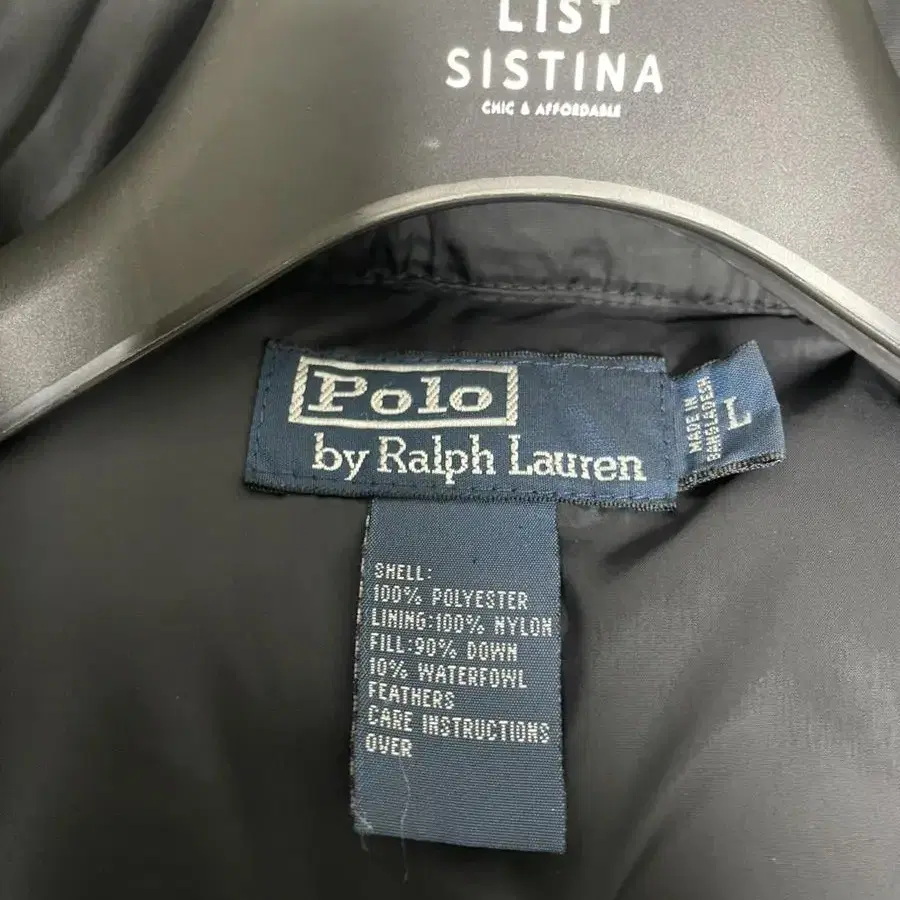 LIST
SISTINA
CHIC & AFFORDABLE
Polo
by Ralph Lauren
MADE IN
BANGLADESH
L
SHELL:
100% POLYESTER
LINING:100% NYLON
FILL:90% DOWN
10% WATERFOWL
FEATHERS
CARE INSTRUCTIONS
OVER